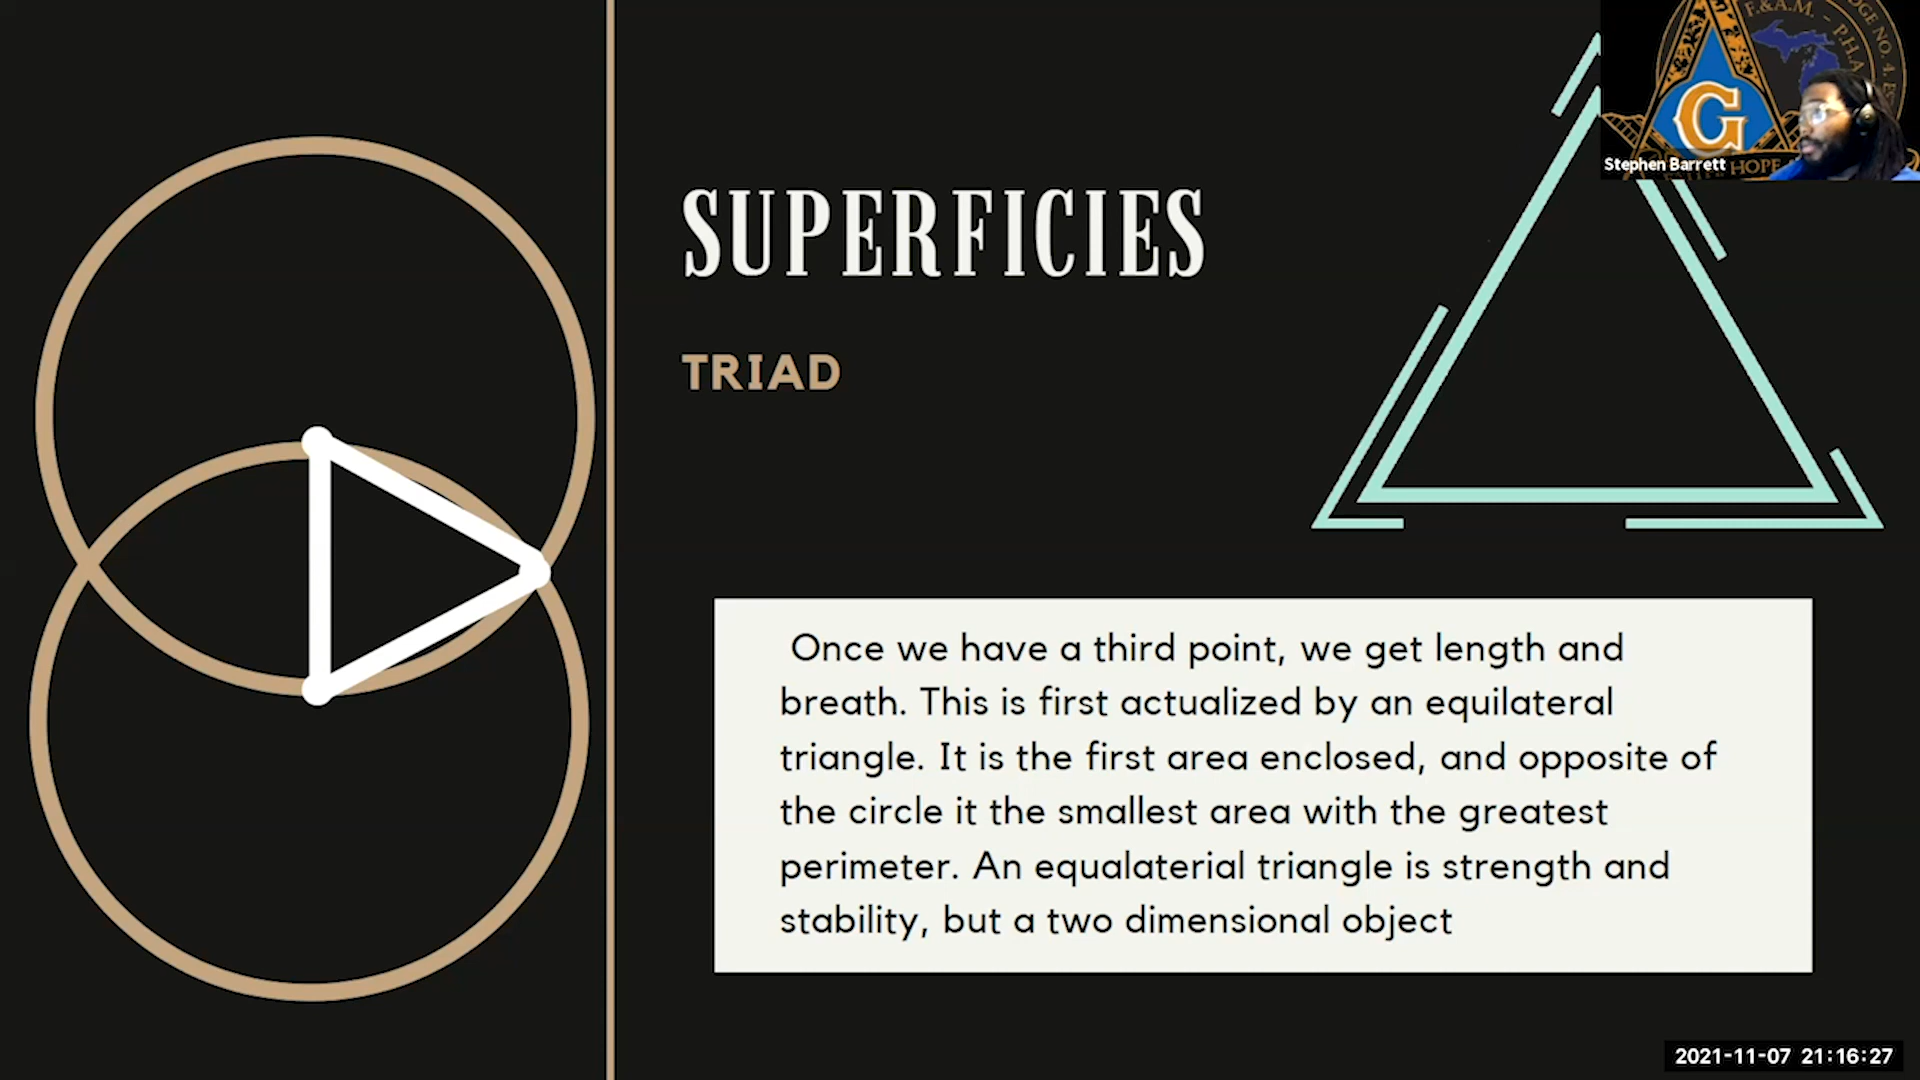 F.&A.M. - P.H.A
NO. 4,
G
Stephen Barrett
HOPE
SUPERFICIES
TRIAD
Once we have a third point, we get length and
breath. This is first actualized by an equilateral
triangle. It is the first area enclosed, and opposite of
the circle it the smallest area with the greatest
perimeter. An equalaterial triangle is strength and
stability, but a two dimensional object
2021-11-07 21:16:27